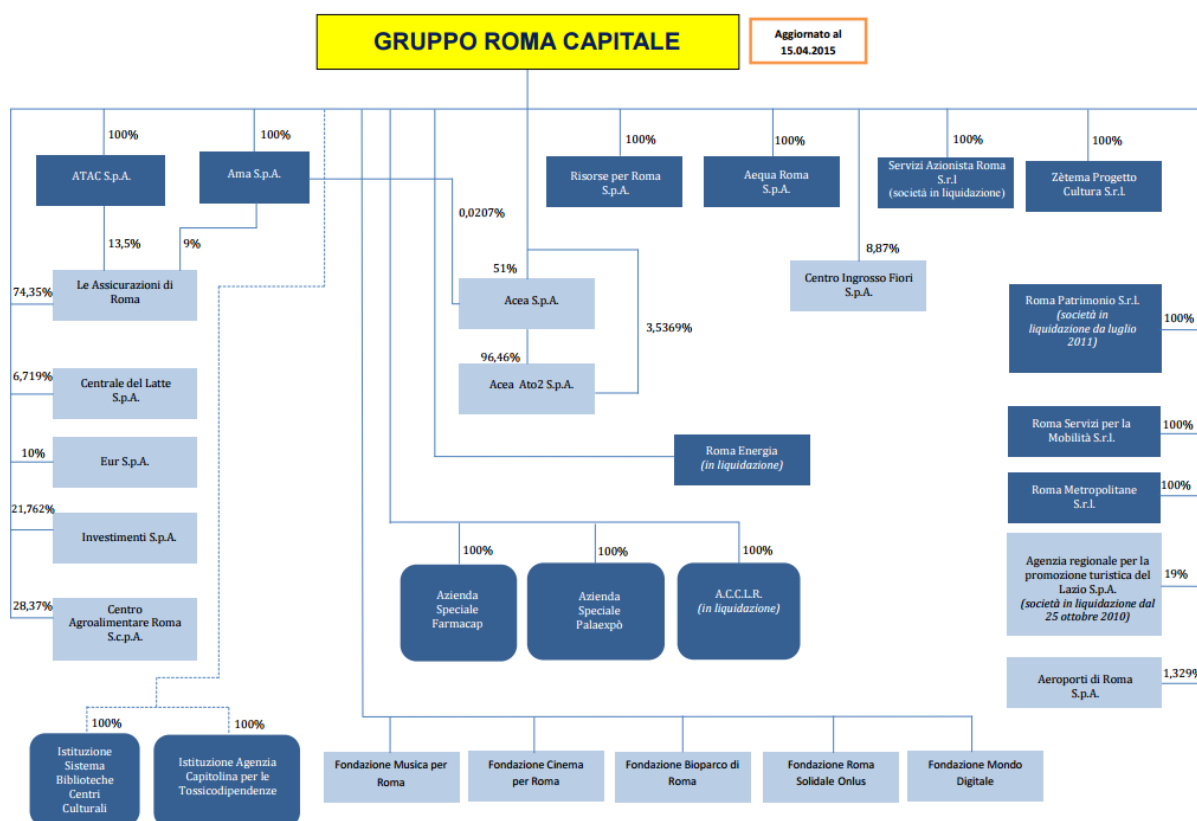 GRUPPO ROMA CAPITALE
Aggiornato al
15.04.2015
100%
ATAC S.p.A.
100%
Ama S.p.A.
100%
Risorse per Roma
S.p.A.
100%
Aequa Roma
S.p.A.
100%
Servizi Azionista Roma
S.r.l
(società in liquidazione)
100%
Zètema Progetto
Cultura S.r.l.
0,0207%
13,5%
9%
74,35%
Le Assicurazioni di
Roma
51%
Acea S.p.A.
3,5369%
96,46%
Acea Ato2 S.p.A.
8,87%
Centro Ingrosso Fiori
S.p.A.
Roma Patrimonio S.r.l.
(società in
liquidazione da luglio
2011)
100%
6,719%
Centrale del Latte
S.p.A.
10%
Eur S.p.A.
21,762%
Investimenti S.p.A.
28,37%
Centro
Agroalimentare Roma
S.c.p.A.
Roma Energia
(in liquidazione)
Roma Servizi per la
Mobilità S.r.l.
100%
Roma Metropolitane
S.r.l.
100%
Agenzia regionale per la
promozione turistica del
Lazio S.p.A.
(società in liquidazione dal
25 ottobre 2010)
19%
Aeroporti di Roma
S.p.A.
1,329%
100%
Azienda
Speciale
Farmacap
100%
Azienda
Speciale
Palaexpò
100%
A.C.C.L.R.
(in liquidazione)
100%
Istituzione
Sistema
Biblioteche
Centri
Culturali
100%
Istituzione Agenzia
Capitolina per le
Tossicodipendenze
Fondazione Musica per
Roma
Fondazione Cinema
per Roma
Fondazione Bioparco di
Roma
Fondazione Roma
Solidale Onlus
Fondazione Mondo
Digitale